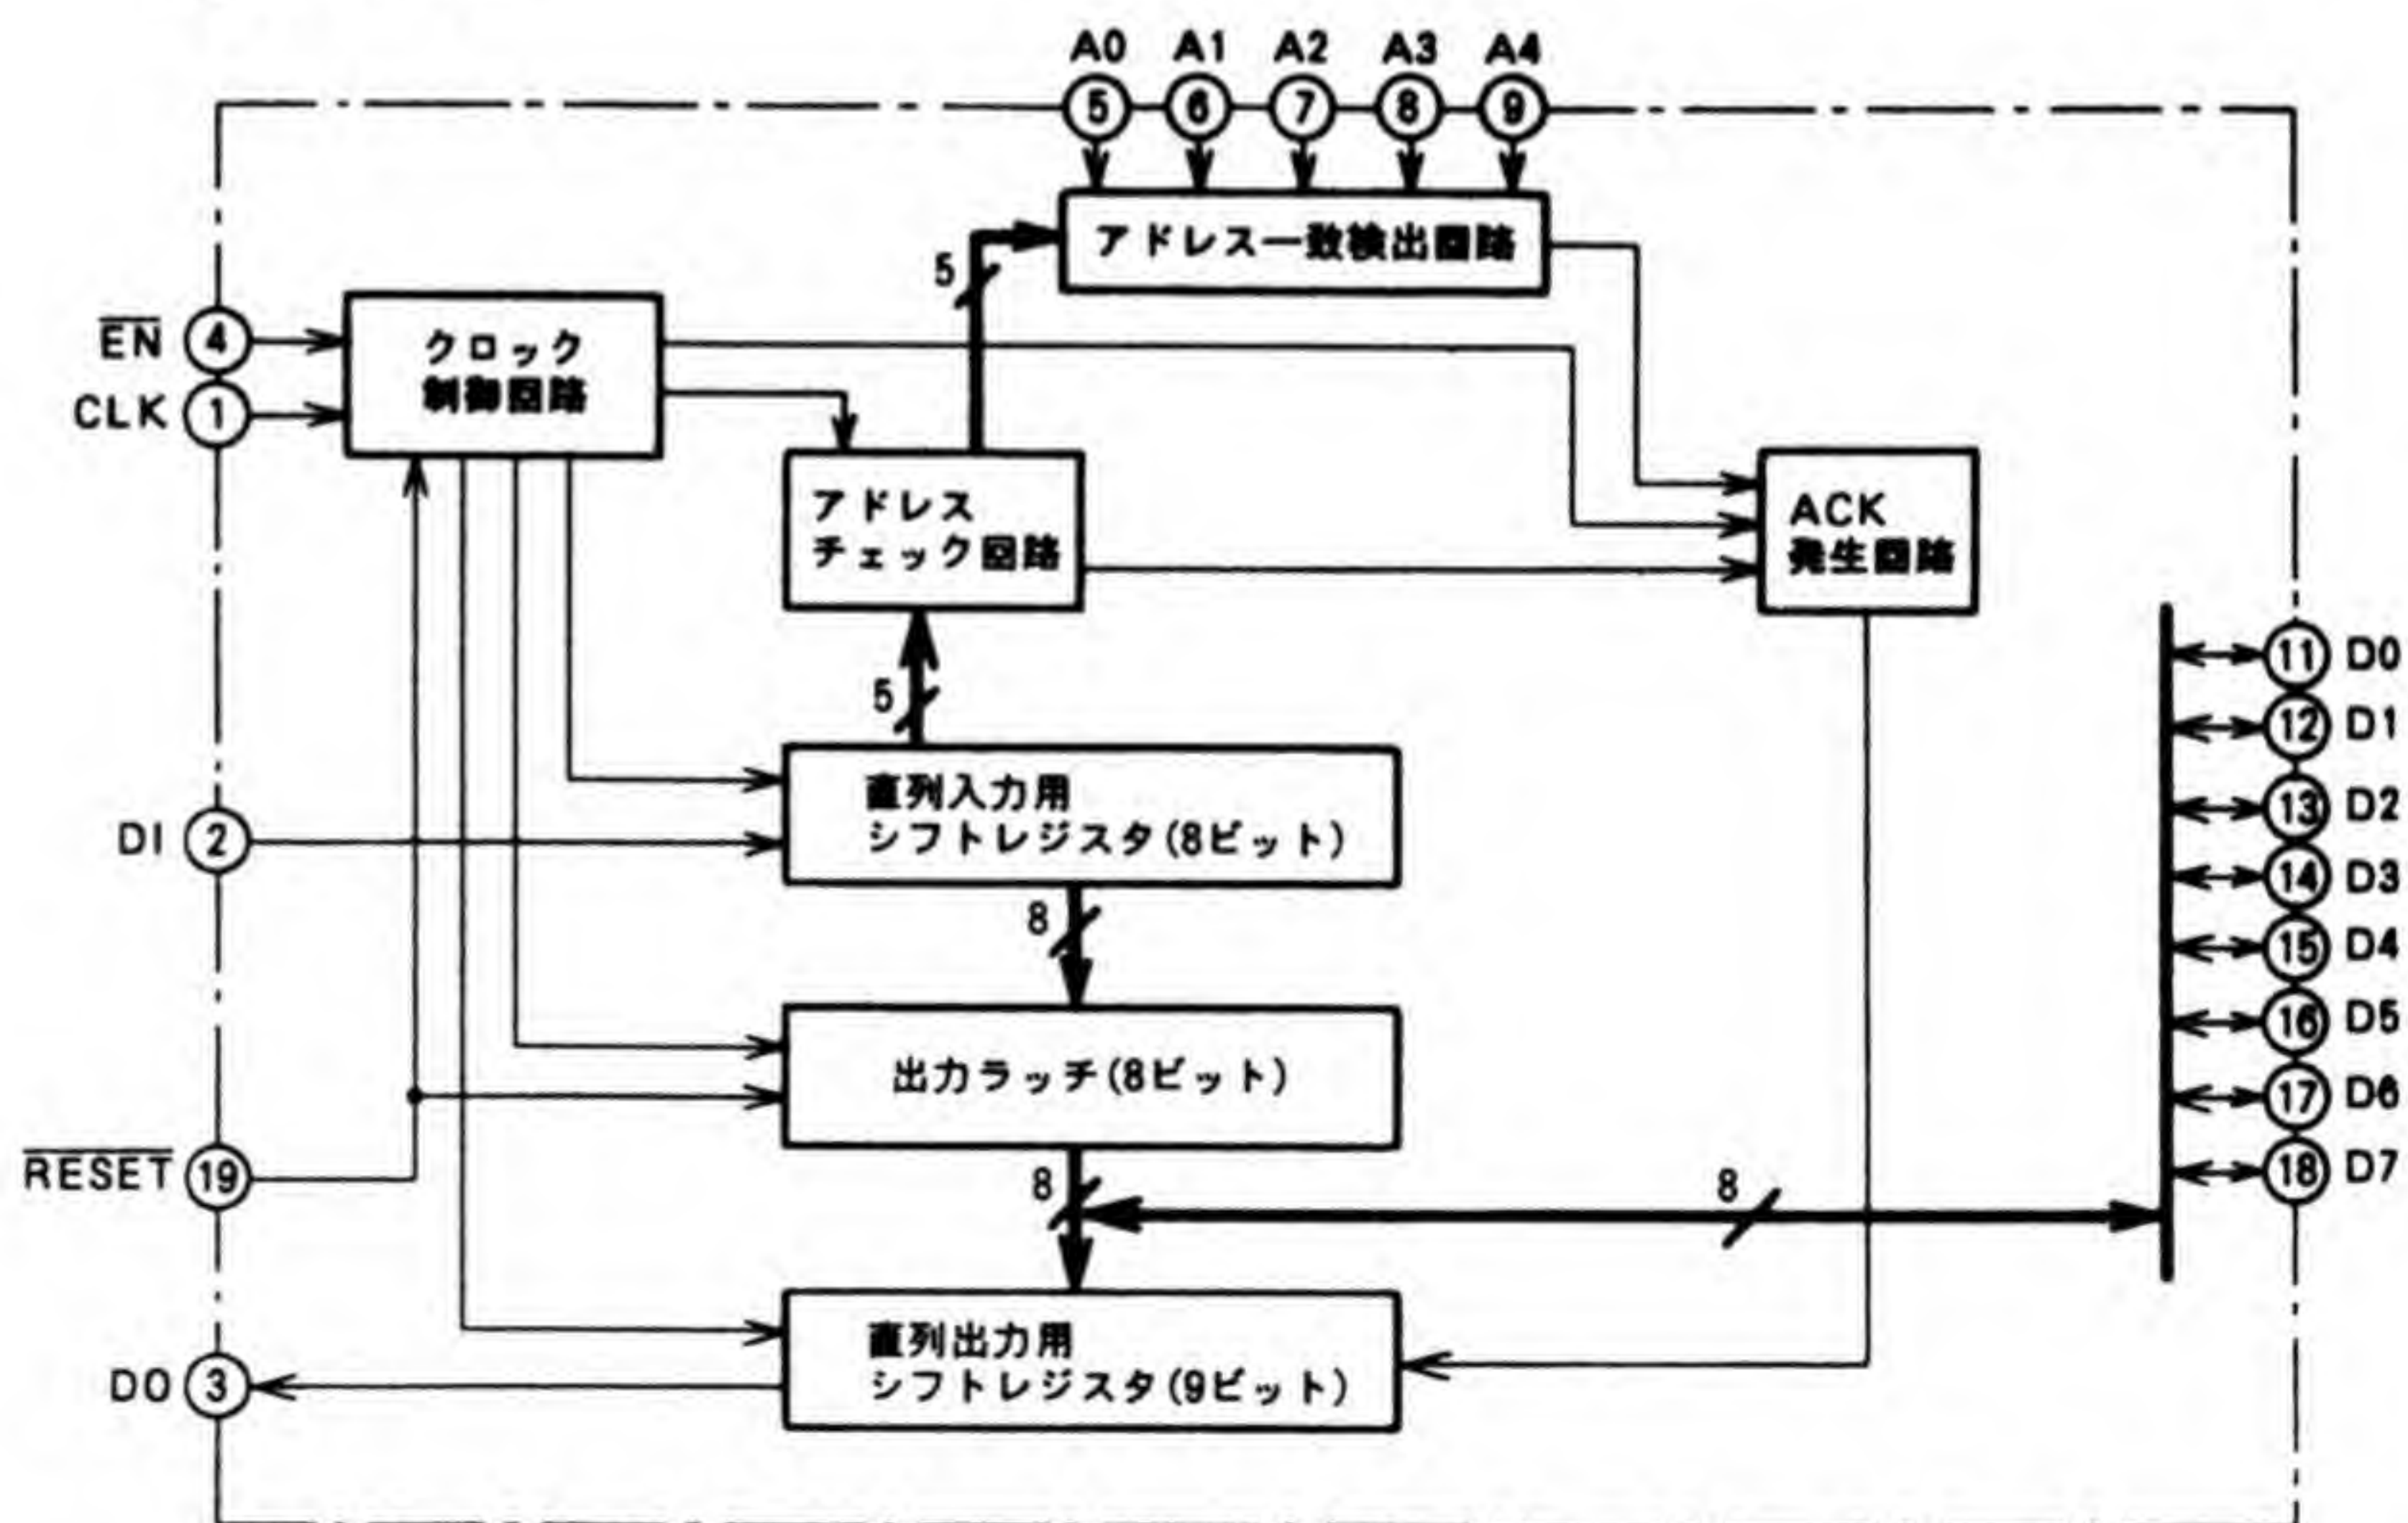 A0 A1 A2 A3 A4
5 6 7 8 9
アドレス一致検出回路
5
EN 4
クロック
制御回路
CLK 1
アドレス
チェック回路
ACK
発生回路
11 D0
5
12 D1
DI 2
直列入力用
シフトレジスタ(8ビット)
13 D2
14 D3
8
15 D4
16 D5
出力ラッチ(8ビット)
17 D6
RESET 19
8
8
18 D7
直列出力用
シフトレジスタ(9ビット)
DO 3